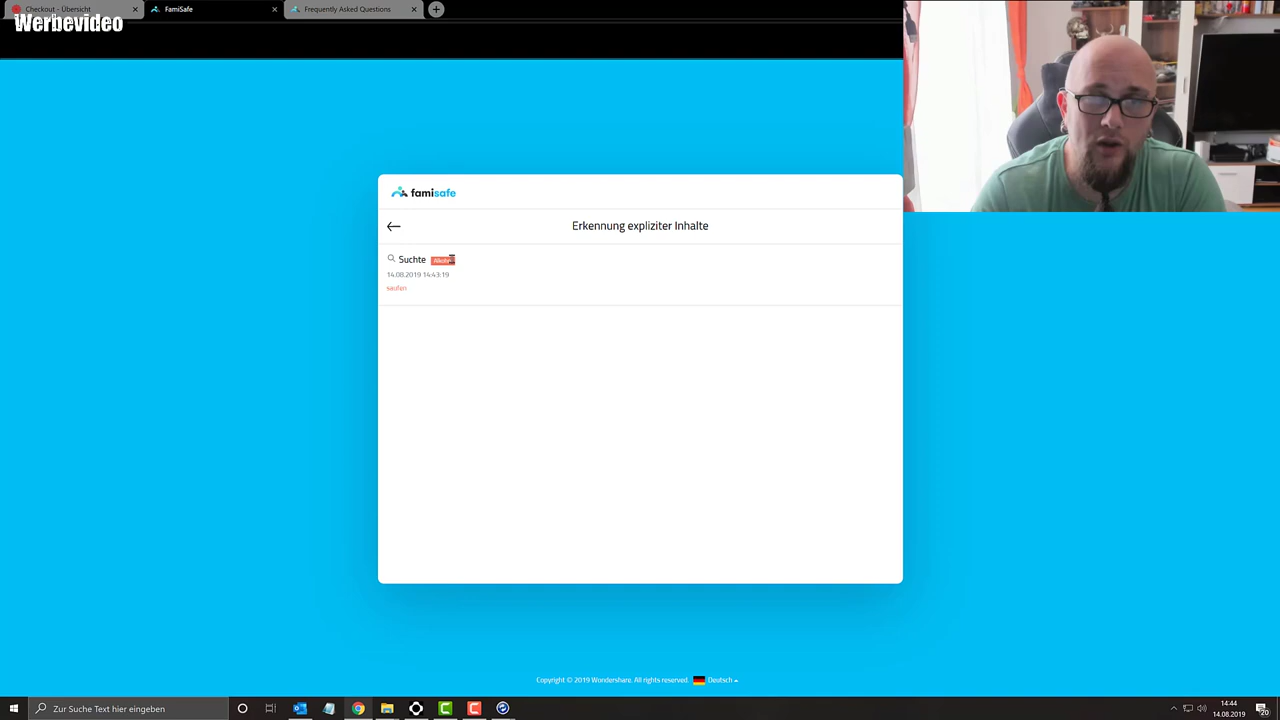 Checkout - Übersicht
FamiSafe
Frequently Asked Questions
Werbevideo
famisafe
Erkennung expliziter Inhalte
Suchte
14.08.2019 14:43:19
saufen
Copyright © 2019 Wondershare. All rights reserved. Deutsch
Zur Suche Text hier eingeben
14:44
14.08.2019
20